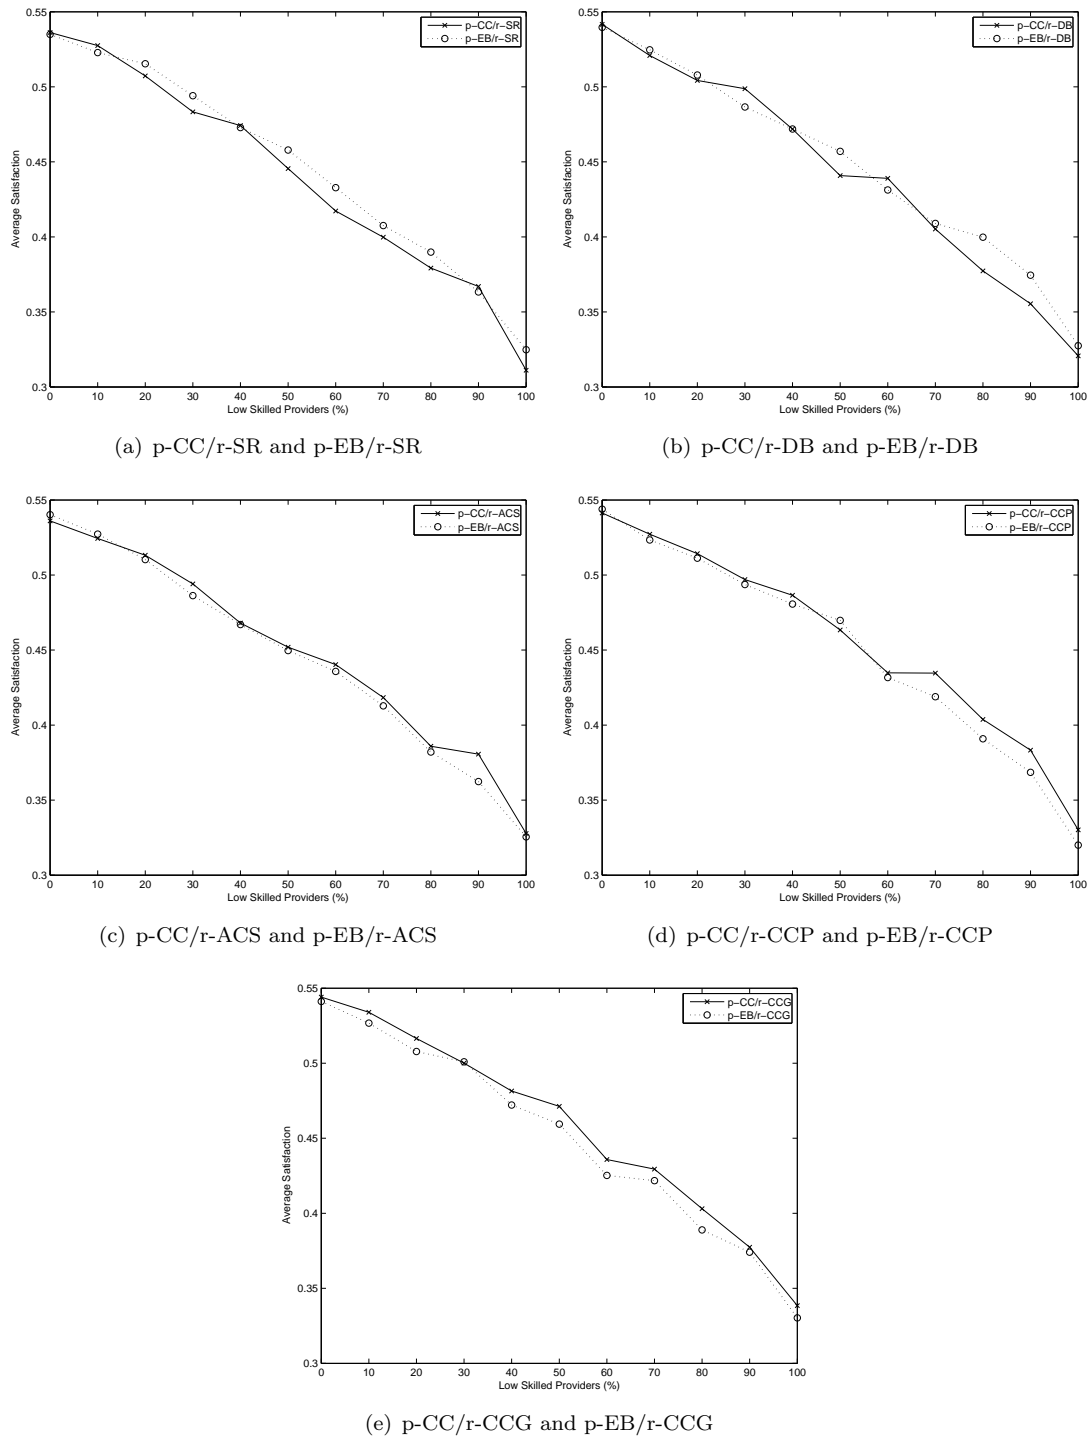 0.55
0.5
0.45
0.4
0.35
0.3
Average Satisfaction
0 10 20 30 40 50 60 70 80 90 100
Low Skilled Providers (%)
p−CC/r−SR
p−EB/r−SR
(a) p-CC/r-SR and p-EB/r-SR
0.55
0.5
0.45
0.4
0.35
0.3
Average Satisfaction
0 10 20 30 40 50 60 70 80 90 100
Low Skilled Providers (%)
p−CC/r−DB
p−EB/r−DB
(b) p-CC/r-DB and p-EB/r-DB
0.55
0.5
0.45
0.4
0.35
0.3
Average Satisfaction
0 10 20 30 40 50 60 70 80 90 100
Low Skilled Providers (%)
p−CC/r−ACS
p−EB/r−ACS
(c) p-CC/r-ACS and p-EB/r-ACS
0.55
0.5
0.45
0.4
0.35
0.3
Average Satisfaction
0 10 20 30 40 50 60 70 80 90 100
Low Skilled Providers (%)
p−CC/r−CCP
p−EB/r−CCP
(d) p-CC/r-CCP and p-EB/r-CCP
0.55
0.5
0.45
0.4
0.35
0.3
Average Satisfaction
0 10 20 30 40 50 60 70 80 90 100
Low Skilled Providers (%)
p−CC/r−CCG
p−EB/r−CCG
(e) p-CC/r-CCG and p-EB/r-CCG